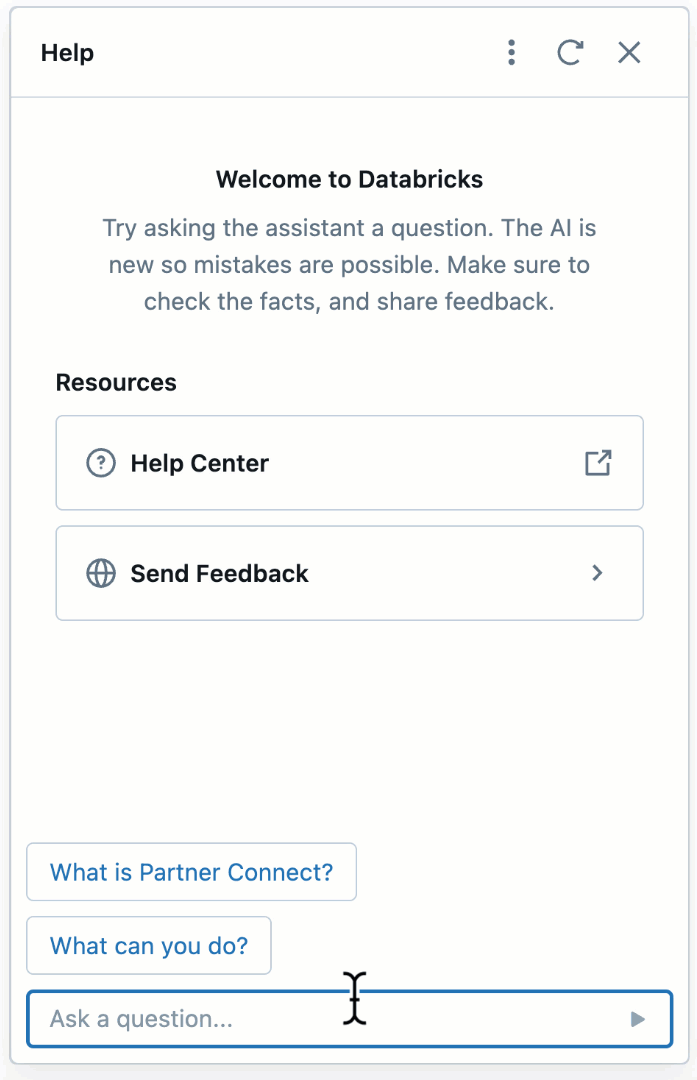 Help
Welcome to Databricks
Try asking the assistant a question. The AI is
new so mistakes are possible. Make sure to
check the facts, and share feedback.
Resources
Help Center
Send Feedback
What is Partner Connect?
What can you do?
Ask a question...